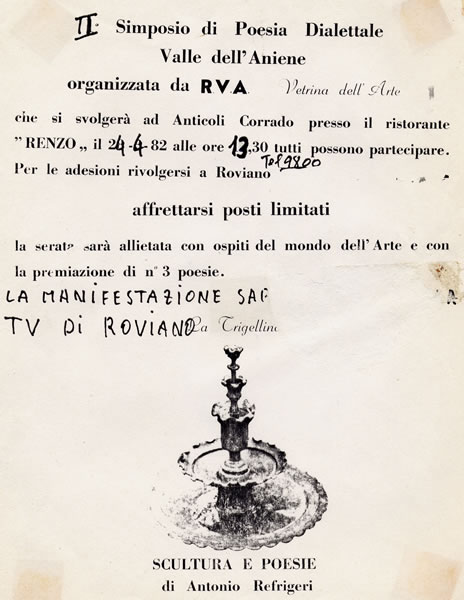 II Simposio di Poesia Dialettale
Valle dell'Aniene
organizzata da R.V.A. Vetrina dell'Arte
che si svolgerà ad Anticoli Corrado presso il ristorante
"RENZO„ il 24-4-82 alle ore 13,30 tutti possono partecipare.
Per le adesioni rivolgersi a Roviano Tel 9800
affrettarsi posti limitati
la serata sarà allietata con ospiti del mondo dell'Arte e con
la premiazione di n° 3 poesie.
LA MANIFESTAZIONE
TV DI ROVIANO La Trigellina
SCULTURA E POESIE
di Antonio Refrigeri